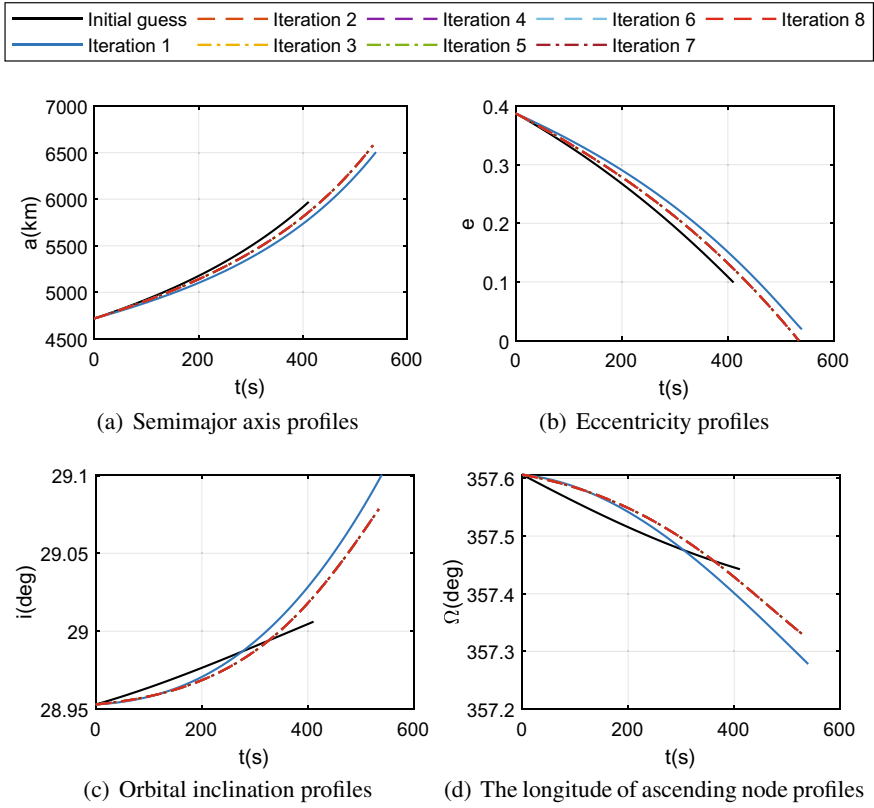 Initial guess Iteration 2 Iteration 4 Iteration 6 Iteration 8
Iteration 1 Iteration 3 Iteration 5 Iteration 7
7000
6500
6000
5500
5000
4500
a(km)
0 200 400 600
t(s)
(a) Semimajor axis profiles
0.4
0.3
0.2
0.1
0
e
0 200 400 600
t(s)
(b) Eccentricity profiles
29.1
29.05
29
28.95
i(deg)
0 200 400 600
t(s)
(c) Orbital inclination profiles
357.6
357.5
357.4
357.3
357.2
Ω(deg)
0 200 400 600
t(s)
(d) The longitude of ascending node profiles